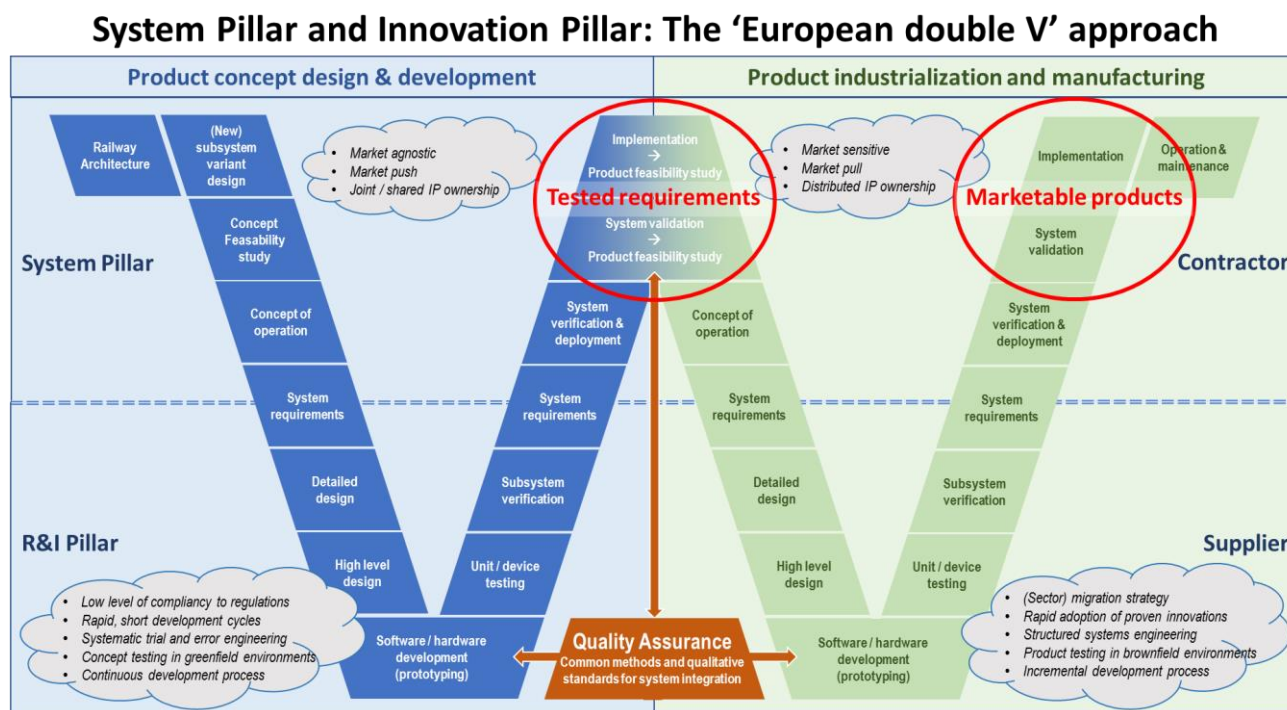 System Pillar and Innovation Pillar: The ‘European double V’ approach
Product concept design & development
Product industrialization and manufacturing
Railway
Architecture
(New)
subsystem
variant
design
• Market agnostic
• Market push
• Joint / shared IP ownership
Implementation
→
Product feasibility study
Tested requirements
System validation
→
Product feasibility study
• Market sensitive
• Market pull
• Distributed IP ownership
Implementation
Operation &
maintenance
Marketable products
System
validation
System Pillar
Contractor
Concept
Feasability
study
Concept of
operation
System
requirements
Detailed
design
High level
design
Software / hardware
development
(prototyping)
Unit / device
testing
Subsystem
verification
System
requirements
System
verification &
deployment
Concept of
operation
System
requirements
Detailed
design
High level
design
Software / hardware
development
(prototyping)
Unit / device
testing
Subsystem
verification
System
requirements
System
verification &
deployment
R&I Pillar
Supplier
• Low level of compliancy to regulations
• Rapid, short development cycles
• Systematic trial and error engineering
• Concept testing in greenfield environments
• Continuous development process
Quality Assurance
Common methods and qualitative
standards for system integration
• (Sector) migration strategy
• Rapid adoption of proven innovations
• Structured systems engineering
• Product testing in brownfield environments
• Incremental development process